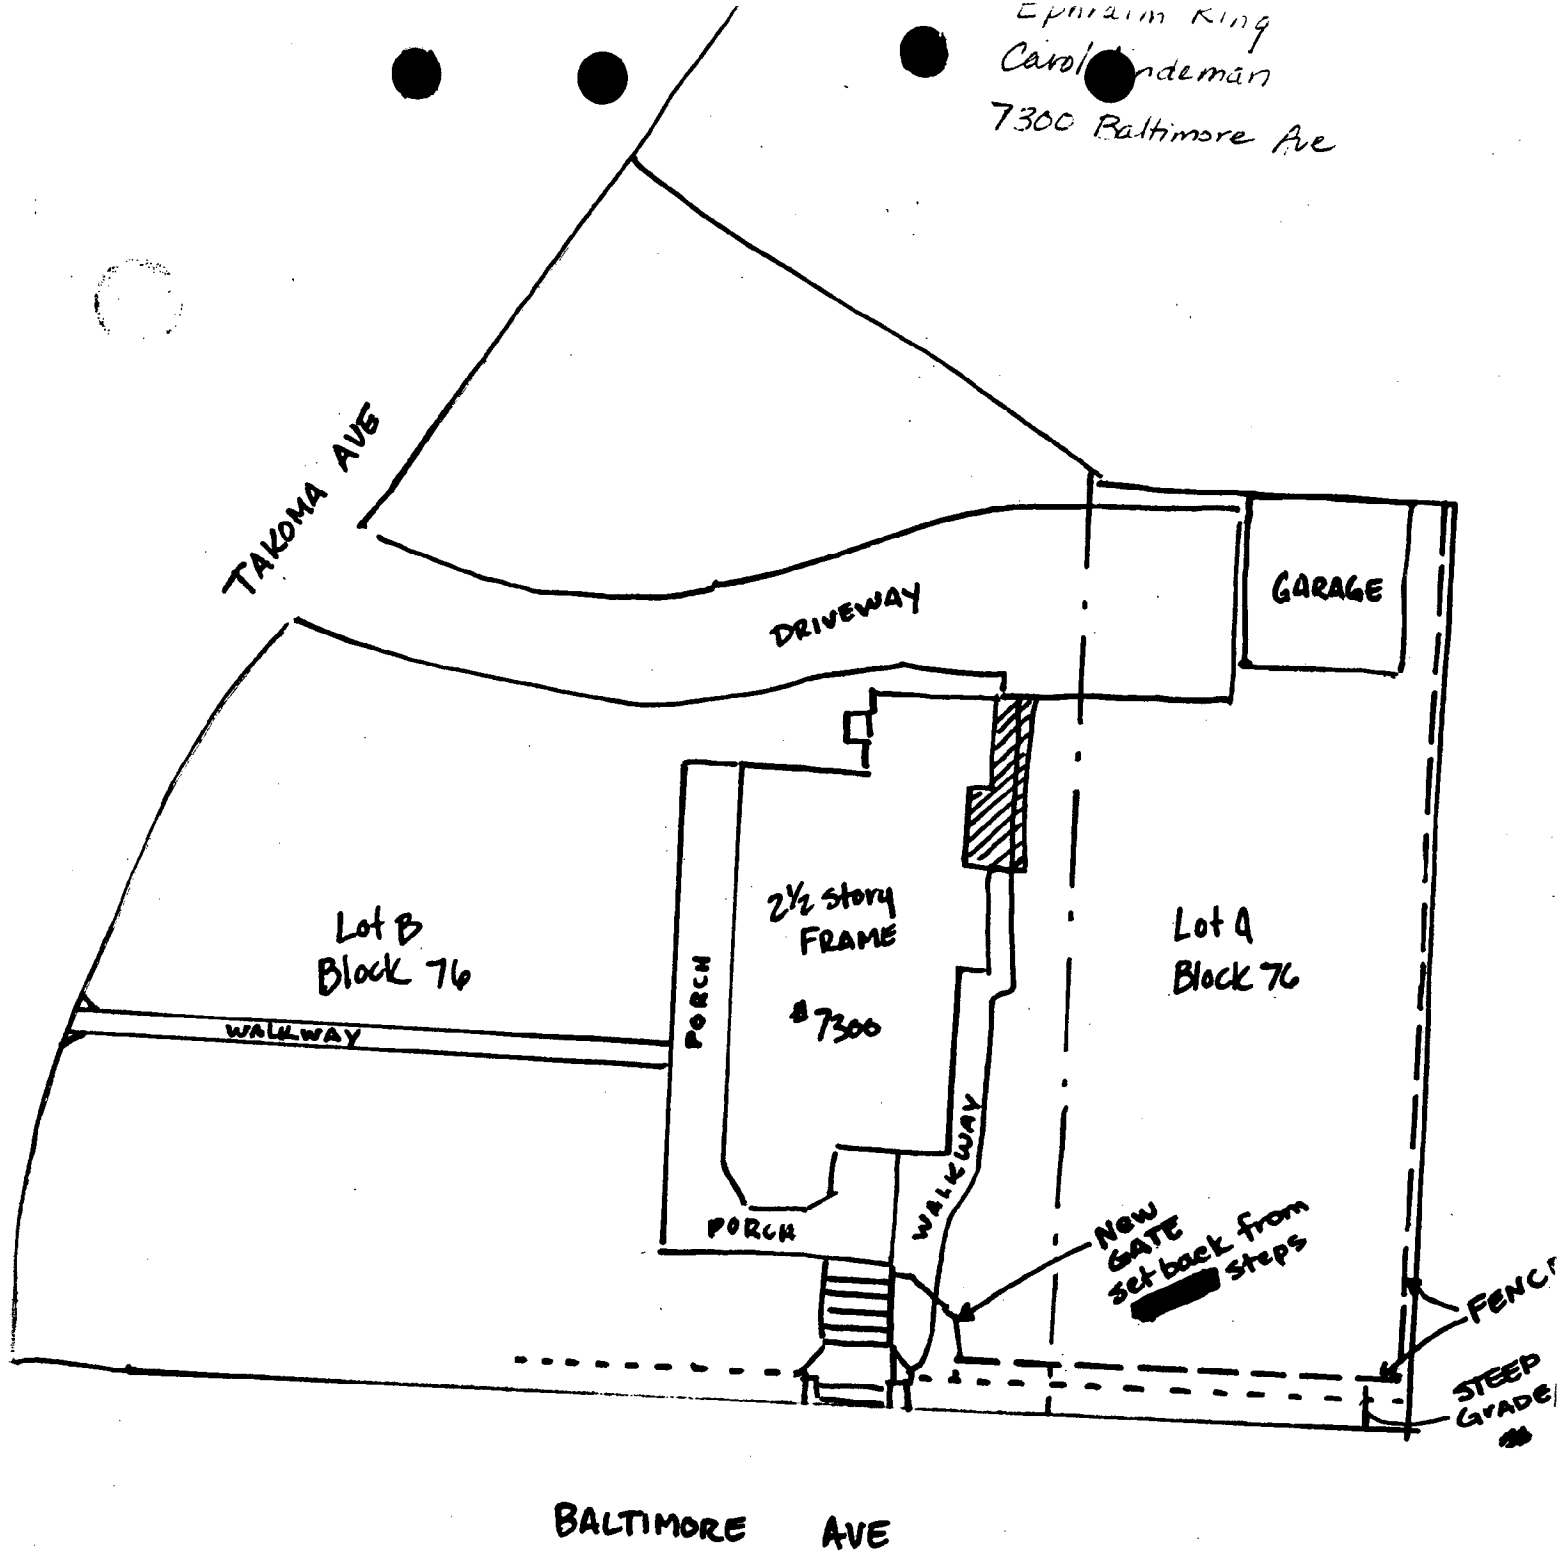 Ephraim King
Carol
7300 Baltimore Ave
TAKOMA AVE
DRIVEWAY
GARAGE
2½ Story
FRAME
#7300
Lot B
Block 76
Lot A
Block 76
PORCH
WALKWAY
WALKWAY
PORCH
New
GATE
set back from
steps
FENC
STEEP
GrADE
BALTIMORE AVE